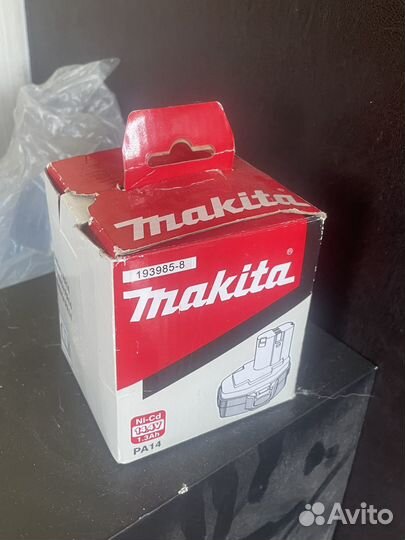 makita
193985-8
makita®
Ni-Cd
14.4V
1.3Ah
PA14
Avito